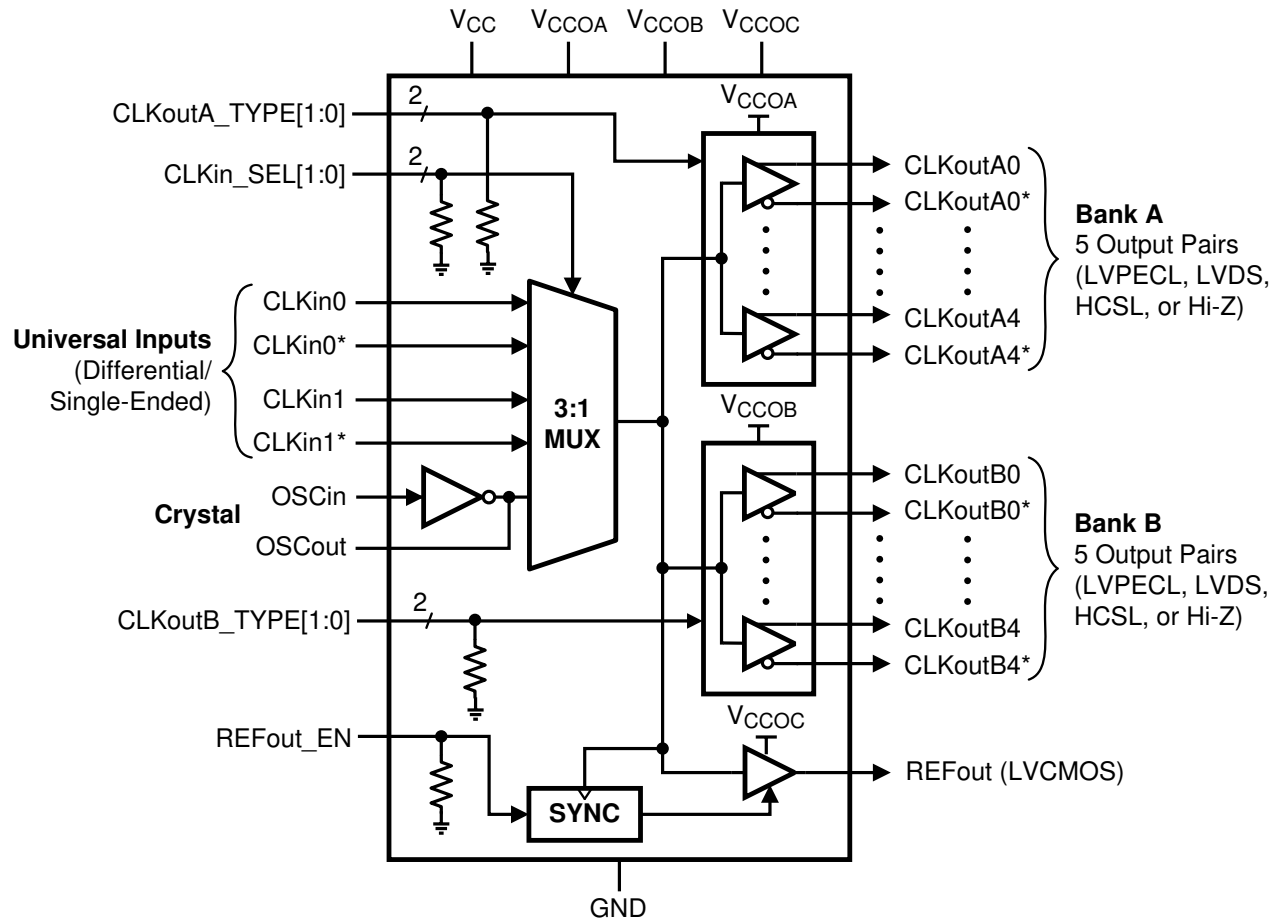 VCC
VCCOA
VCCOB
VCCOC
CLKoutA_TYPE[1:0]
2
CLKin_SEL[1:0]
2
VCCOA
CLKoutA0
CLKoutA0*
CLKoutA4
CLKoutA4*
Bank A
5 Output Pairs
(LVPECL, LVDS,
HCSL, or Hi-Z)
Universal Inputs
(Differential/
Single-Ended)
CLKin0
CLKin0*
CLKin1
CLKin1*
3:1
MUX
Crystal
OSCin
OSCout
VCCOB
CLKoutB0
CLKoutB0*
CLKoutB4
CLKoutB4*
Bank B
5 Output Pairs
(LVPECL, LVDS,
HCSL, or Hi-Z)
CLKoutB_TYPE[1:0]
2
REFout_EN
SYNC
VCCOC
REFout (LVCMOS)
GND